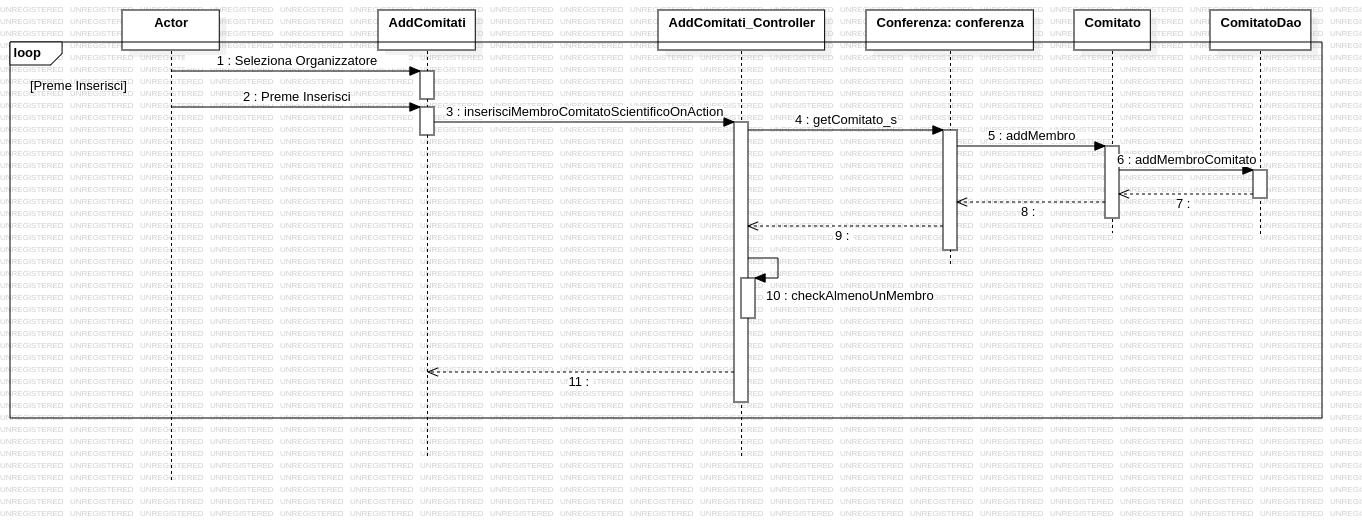 Actor
AddComitati
AddComitati_Controller
Conferenza: conferenza
Comitato
ComitatoDao
loop
[Preme Inserisci]
1 : Seleziona Organizzatore
2 : Preme Inserisci
3 : inserisciMembroComitatoScientificoOnAction
4 : getComitato_s
5 : addMembro
6 : addMembroComitato
7 :
8 :
9 :
10 : checkAlmenoUnMembro
11 :
UNREGISTERED